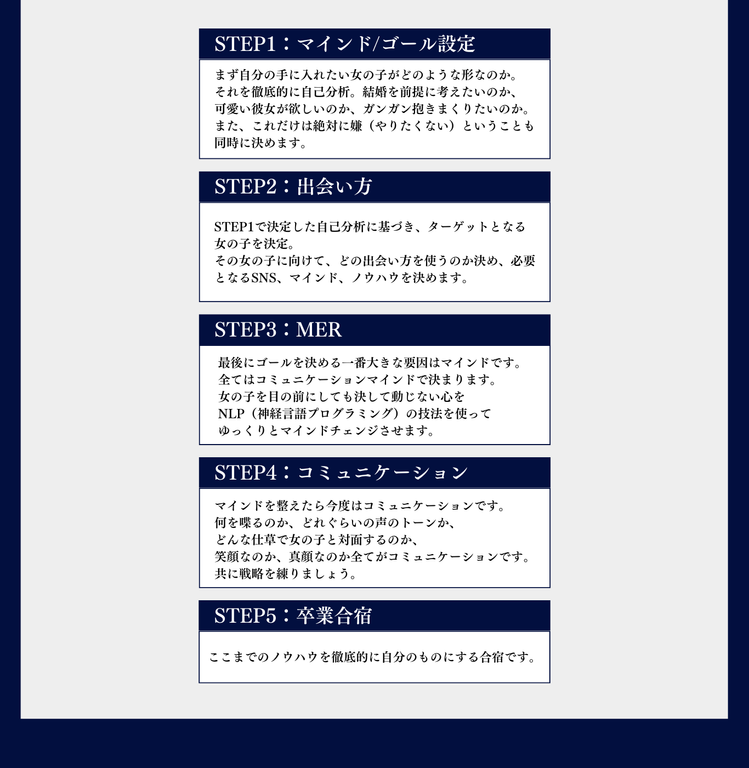 STEP1：マインド/ゴール設定
まず自分の手に入れたい女の子がどのような形なのか。
それを徹底的に自己分析。結婚を前提に考えたいのか、
可愛い彼女が欲しいのか、ガンガン抱きまくりたいのか。
また、これだけは絶対に嫌（やりたくない）ということも
同時に決めます。
STEP2：出会い方
STEP1で決定した自己分析に基づき、ターゲットとなる
女の子を決定。
その女の子に向けて、どの出会い方を使うのか決め、必要
となるSNS、マインド、ノウハウを決めます。
STEP3：MER
最後にゴールを決める一番大きな要因はマインドです。
全てはコミュニケーションマインドで決まります。
女の子を目の前にしても決して動じない心を
NLP（神経言語プログラミング）の技法を使って
ゆっくりとマインドチェンジさせます。
STEP4：コミュニケーション
マインドを整えたら今度はコミュニケーションです。
何を喋るのか、どれぐらいの声のトーンか、
どんな仕草で女の子と対面するのか、
笑顔なのか、真顔なのか全てがコミュニケーションです。
共に戦略を練りましょう。
STEP5：卒業合宿
ここまでのノウハウを徹底的に自分のものにする合宿です。